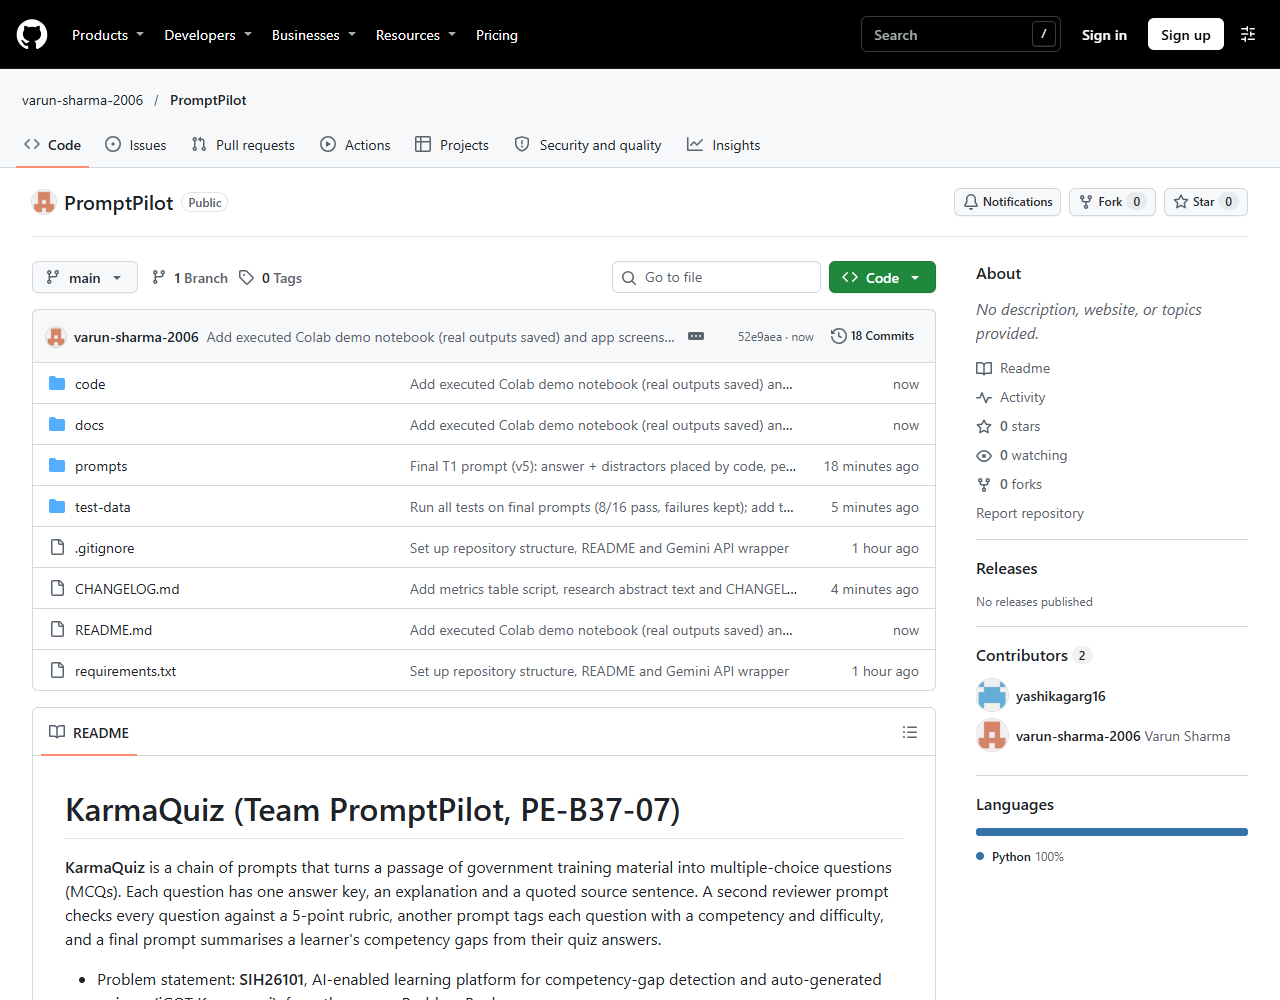 Products Developers Businesses Resources Pricing Search / Sign in Sign up
varun-sharma-2006 / PromptPilot
Code Issues Pull requests Actions Projects Security and quality Insights
PromptPilot Public Notifications Fork 0 Star 0
main 1 Branch 0 Tags Go to file Code
varun-sharma-2006 Add executed Colab demo notebook (real outputs saved) and app screens... 52e9aea · now 18 Commits
code Add executed Colab demo notebook (real outputs saved) an... now
docs Add executed Colab demo notebook (real outputs saved) an... now
prompts Final T1 prompt (v5): answer + distractors placed by code, pe... 18 minutes ago
test-data Run all tests on final prompts (8/16 pass, failures kept); add t... 5 minutes ago
.gitignore Set up repository structure, README and Gemini API wrapper 1 hour ago
CHANGELOG.md Add metrics table script, research abstract text and CHANGEL... 4 minutes ago
README.md Add executed Colab demo notebook (real outputs saved) an... now
requirements.txt Set up repository structure, README and Gemini API wrapper 1 hour ago
README
KarmaQuiz (Team PromptPilot, PE-B37-07)
KarmaQuiz is a chain of prompts that turns a passage of government training material into multiple-choice questions
(MCQs). Each question has one answer key, an explanation and a quoted source sentence. A second reviewer prompt
checks every question against a 5-point rubric, another prompt tags each question with a competency and difficulty,
and a final prompt summarises a learner's competency gaps from their quiz answers.
• Problem statement: SIH26101, AI-enabled learning platform for competency-gap detection and auto-generated
About
No description, website, or topics
provided.
Readme
Activity
0 stars
0 watching
0 forks
Report repository
Releases
No releases published
Contributors 2
yashikagarg16
varun-sharma-2006 Varun Sharma
Languages
Python 100%